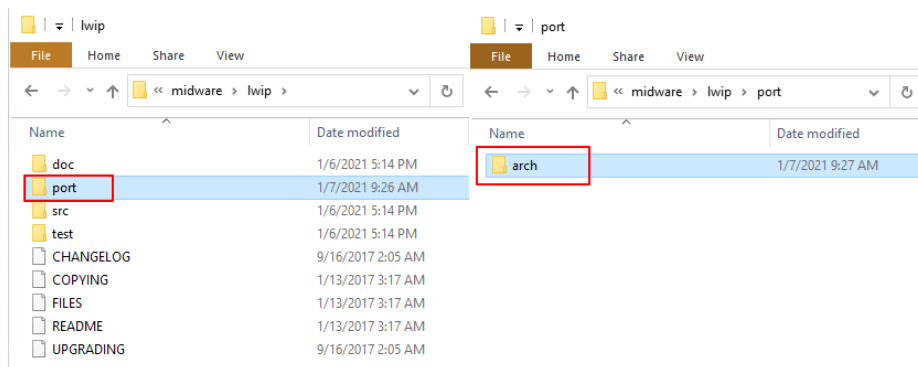 lwip
File Home Share View
« midware > lwip >
Name Date modified
doc 1/6/2021 5:14 PM
port 1/7/2021 9:26 AM
src 1/6/2021 5:14 PM
test 1/6/2021 5:14 PM
CHANGELOG 9/16/2017 2:05 AM
COPYING 1/13/2017 3:17 AM
FILES 1/13/2017 3:17 AM
README 1/13/2017 3:17 AM
UPGRADING 9/16/2017 2:05 AM
port
File Home Share View
« midware > lwip > port
Name Date modified
arch 1/7/2021 9:27 AM